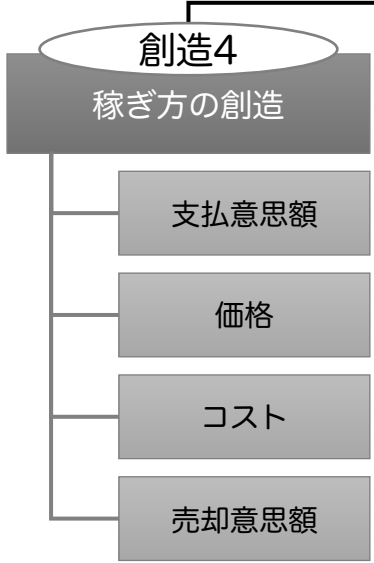 創造4
稼ぎ方の創造
支払意思額
価格
コスト
売却意思額